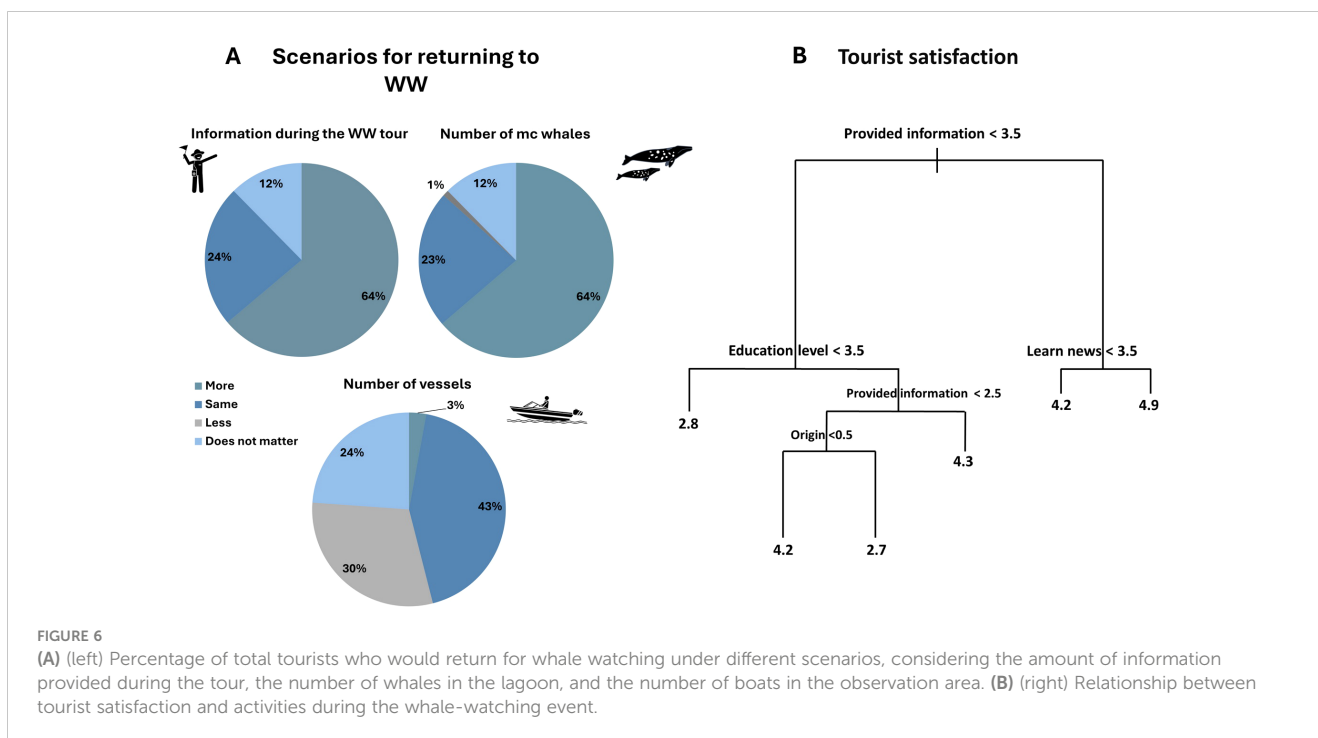 A Scenarios for returning to
WW
Information during the WW tour
12%
24%
64%
Number of mc whales
1%
12%
23%
64%
More
Same
Less
Does not matter
Number of vessels
3%
24%
43%
30%
B Tourist satisfaction
Provided information < 3.5
Education level < 3.5
Learn news < 3.5
Provided information < 2.5
2.8
4.2
4.9
Origin <0.5
4.3
4.2
2.7
FIGURE 6
(A) (left) Percentage of total tourists who would return for whale watching under different scenarios, considering the amount of information
provided during the tour, the number of whales in the lagoon, and the number of boats in the observation area. (B) (right) Relationship between
tourist satisfaction and activities during the whale-watching event.